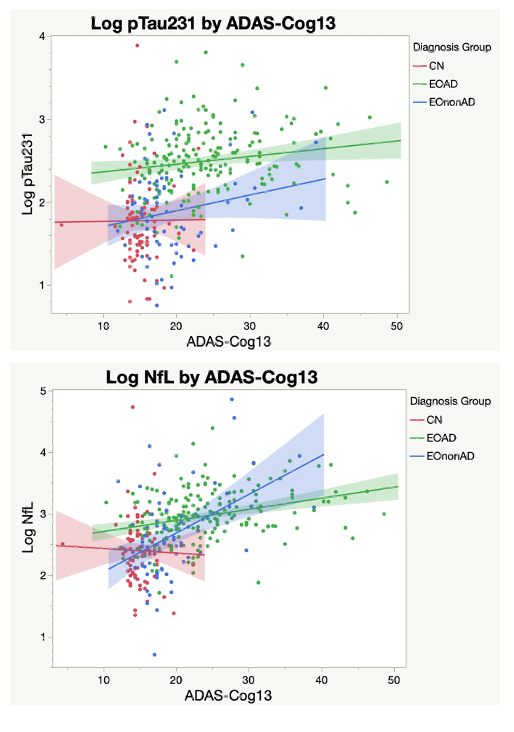 Log pTau231 by ADAS-Cog13
Diagnosis Group
CN
EOAD
EOnonAD
Log pTau231
4
3
2
1
10 20 30 40 50
ADAS-Cog13
Log NfL by ADAS-Cog13
Diagnosis Group
CN
EOAD
EOnonAD
Log NfL
5
4
3
2
1
10 20 30 40 50
ADAS-Cog13